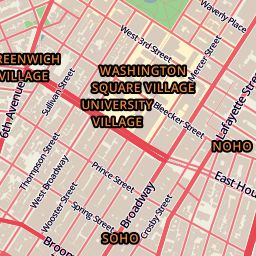 Waverly Place
West 3rd Street
GREENWICH
VILLAGE
WASHINGTON
SQUARE VILLAGE
UNIVERSITY
VILLAGE
6th Avenue
Sullivan Street
Bleecker Street
Mercer Street
Lafayette Street
NOHO
Thompson Street
West Broadway
Prince Street
East Hou
Wooster Street
Spring Street
Broadway
Crosby Street
SOHO
Broom